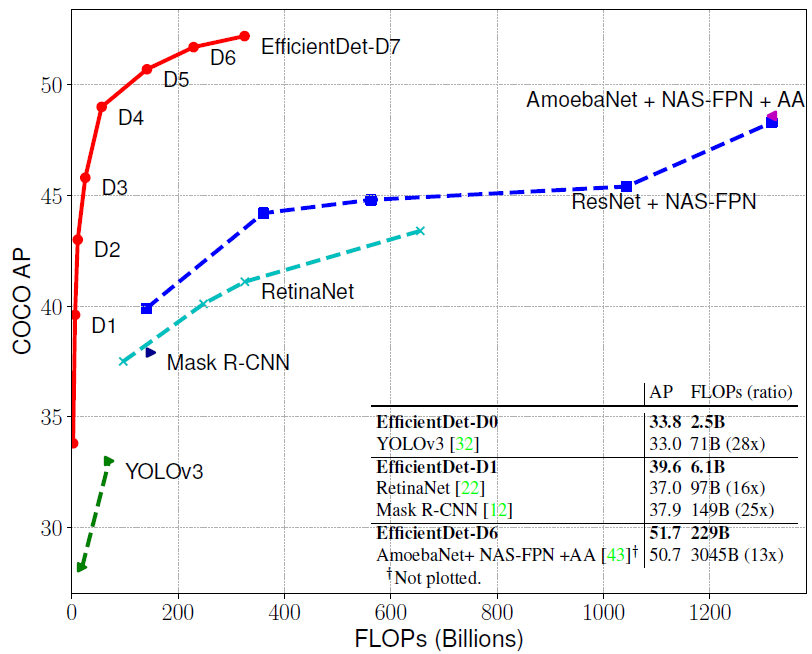 COCO AP
50
45
40
35
30
0 200 400 600 800 1000 1200
FLOPs (Billions)
EfficientDet-D7
D6
D5
D4
D3
D2
D1
AmoebaNet + NAS-FPN + AA
ResNet + NAS-FPN
RetinaNet
Mask R-CNN
YOLOv3
AP FLOPs (ratio)
EfficientDet-D0 33.8 2.5B
YOLOv3 [32] 33.0 71B (28x)
EfficientDet-D1 39.6 6.1B
RetinaNet [22] 37.0 97B (16x)
Mask R-CNN [12] 37.9 149B (25x)
EfficientDet-D6 51.7 229B
AmoebaNet+ NAS-FPN +AA [43]† 50.7 3045B (13x)
†Not plotted.